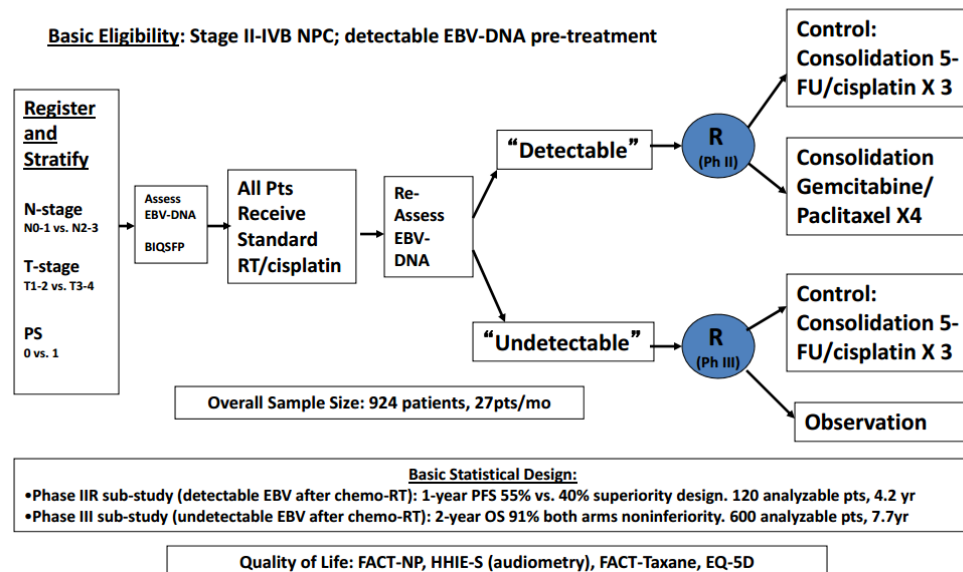 Basic Eligibility: Stage II-IVB NPC; detectable EBV-DNA pre-treatment
Register
and
Stratify
N-stage
N0-1 vs. N2-3
T-stage
T1-2 vs. T3-4
PS
0 vs. 1
Assess
EBV-DNA
BIQSFP
All Pts
Receive
Standard
RT/cisplatin
Re-
Assess
EBV-
DNA
“Detectable”
R
(Ph II)
Control:
Consolidation 5-
FU/cisplatin X 3
Consolidation
Gemcitabine/
Paclitaxel X4
“Undetectable”
R
(Ph III)
Control:
Consolidation 5-
FU/cisplatin X 3
Observation
Overall Sample Size: 924 patients, 27pts/mo
Basic Statistical Design:
•Phase IIR sub-study (detectable EBV after chemo-RT): 1-year PFS 55% vs. 40% superiority design. 120 analyzable pts, 4.2 yr
•Phase III sub-study (undetectable EBV after chemo-RT): 2-year OS 91% both arms noninferiority. 600 analyzable pts, 7.7yr
Quality of Life: FACT-NP, HHIE-S (audiometry), FACT-Taxane, EQ-5D